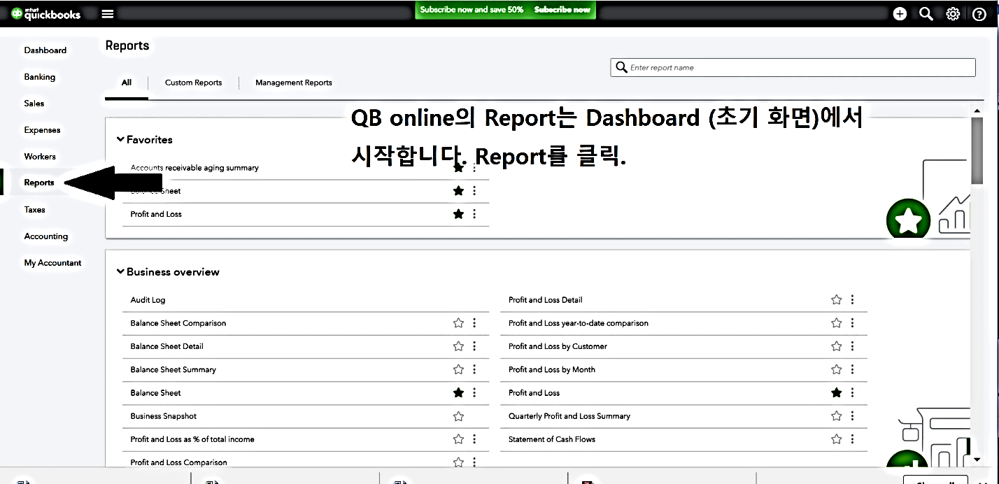 intuit
quickbooks
Subscribe now and save 50% Subscribe now
Dashboard
Banking
Sales
Expenses
Workers
Reports
Taxes
Accounting
My Accountant
Reports
Enter report name
All
Custom Reports
Management Reports
QB online의 Report는 Dashboard (초기 화면)에서
시작합니다. Report를 클릭.
Favorites
Accounts receivable aging summary
Balance Sheet
Profit and Loss
Business overview
Audit Log
Balance Sheet Comparison
Balance Sheet Detail
Balance Sheet Summary
Balance Sheet
Business Snapshot
Profit and Loss as % of total income
Profit and Loss Comparison
Profit and Loss Detail
Profit and Loss year-to-date comparison
Profit and Loss by Customer
Profit and Loss by Month
Profit and Loss
Quarterly Profit and Loss Summary
Statement of Cash Flows